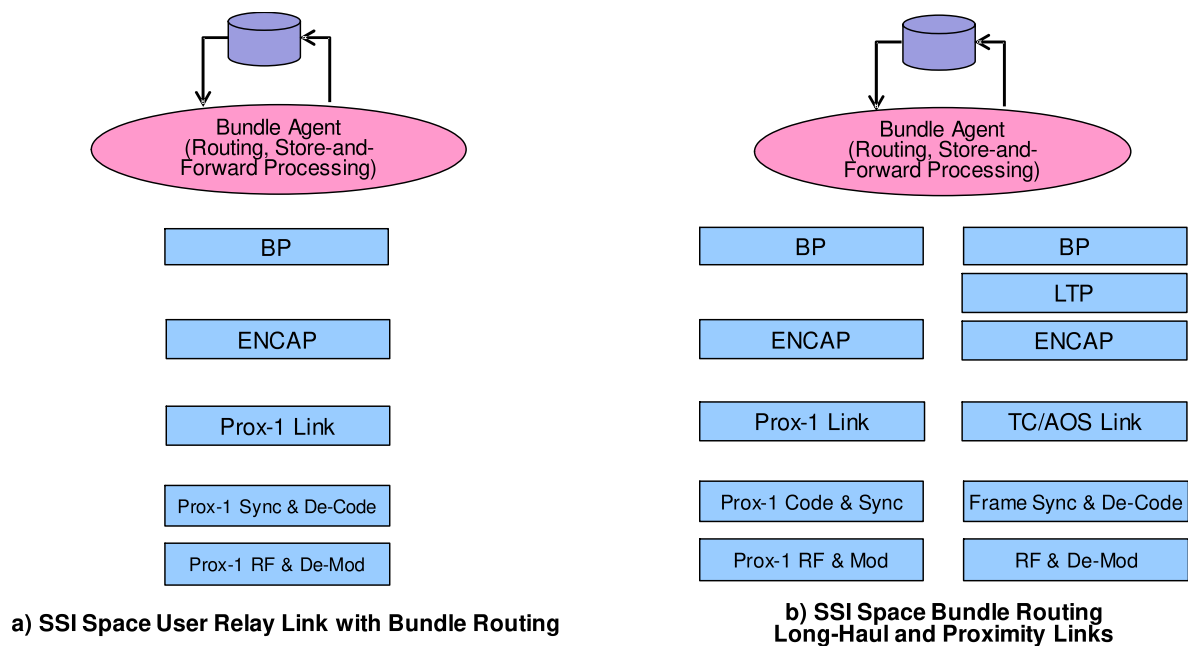 Bundle Agent
(Routing, Store-and-
Forward Processing)
BP
ENCAP
Prox-1 Link
Prox-1 Sync & De-Code
Prox-1 RF & De-Mod
a) SSI Space User Relay Link with Bundle Routing
Bundle Agent
(Routing, Store-and-
Forward Processing)
BP
ENCAP
Prox-1 Link
Prox-1 Code & Sync
Prox-1 RF & Mod
BP
LTP
ENCAP
TC/AOS Link
Frame Sync & De-Code
RF & De-Mod
b) SSI Space Bundle Routing
Long-Haul and Proximity Links